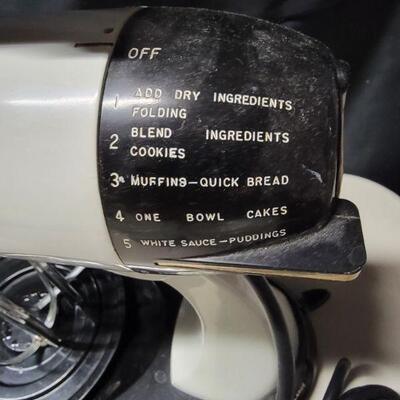 OFF
1 ADD DRY INGREDIENTS
FOLDING
2 BLEND INGREDIENTS
COOKIES
3 MUFFINS—QUICK BREAD
4 ONE BOWL CAKES
5 WHITE SAUCE—PUDDINGS